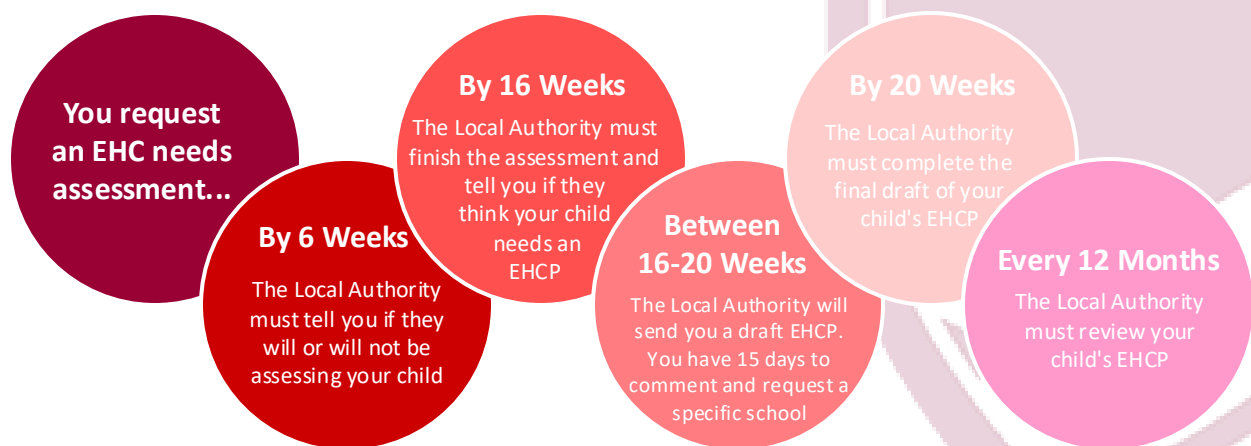 You request
an EHC needs
assessment...
By 6 Weeks
The Local Authority
must tell you if they
will or will not be
assessing your child
By 16 Weeks
The Local Authority must
finish the assessment and
tell you if they
think your child
needs an
EHCP
Between
16-20 Weeks
The Local Authority will
send you a draft EHCP.
You have 15 days to
comment and request a
specific school
By 20 Weeks
The Local Authority
must complete the
final draft of your
child's EHCP
Every 12 Months
The Local Authority
must review your
child's EHCP